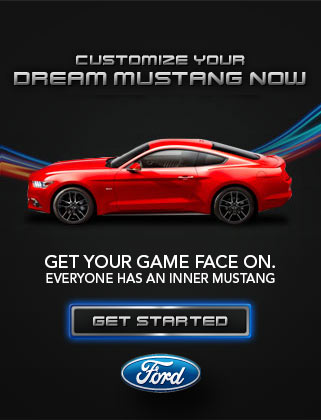 CUSTOMIZE YOUR
DREAM MUSTANG NOW
GET YOUR GAME FACE ON.
EVERYONE HAS AN INNER MUSTANG
GET STARTED
Ford